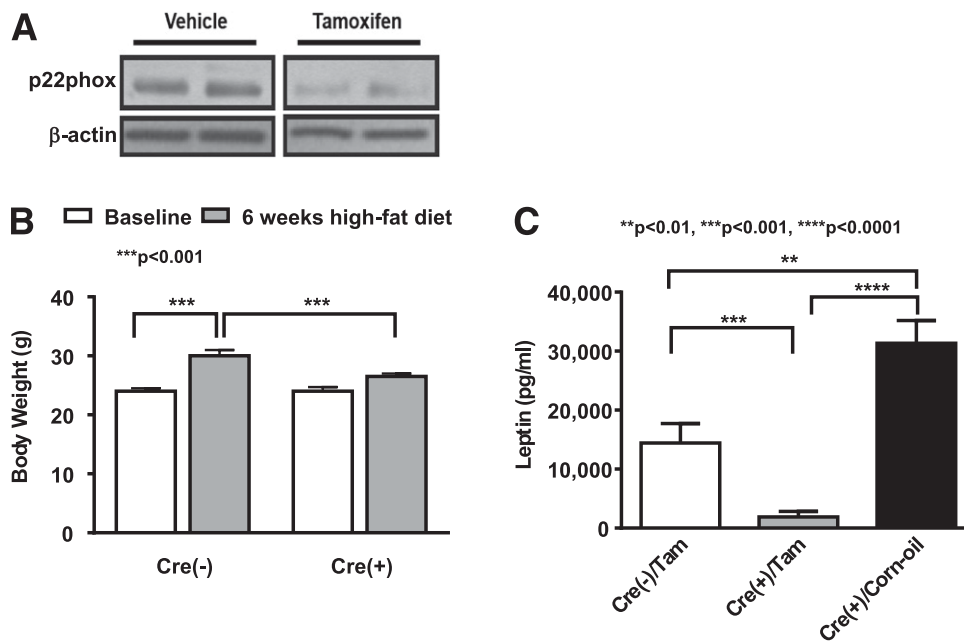 A
Vehicle Tamoxifen
p22phox
β-actin
B
Baseline 6 weeks high-fat diet
***p<0.001
*** ***
40
30
20
10
0
Body Weight (g)
Cre(-) Cre(+)
C
**p<0.01, ***p<0.001, ****p<0.0001
**
****
***
40,000
30,000
20,000
10,000
0
Leptin (pg/ml)
Cre(-)/Tam
Cre(+)/Tam
Cre(+)/Corn-oil